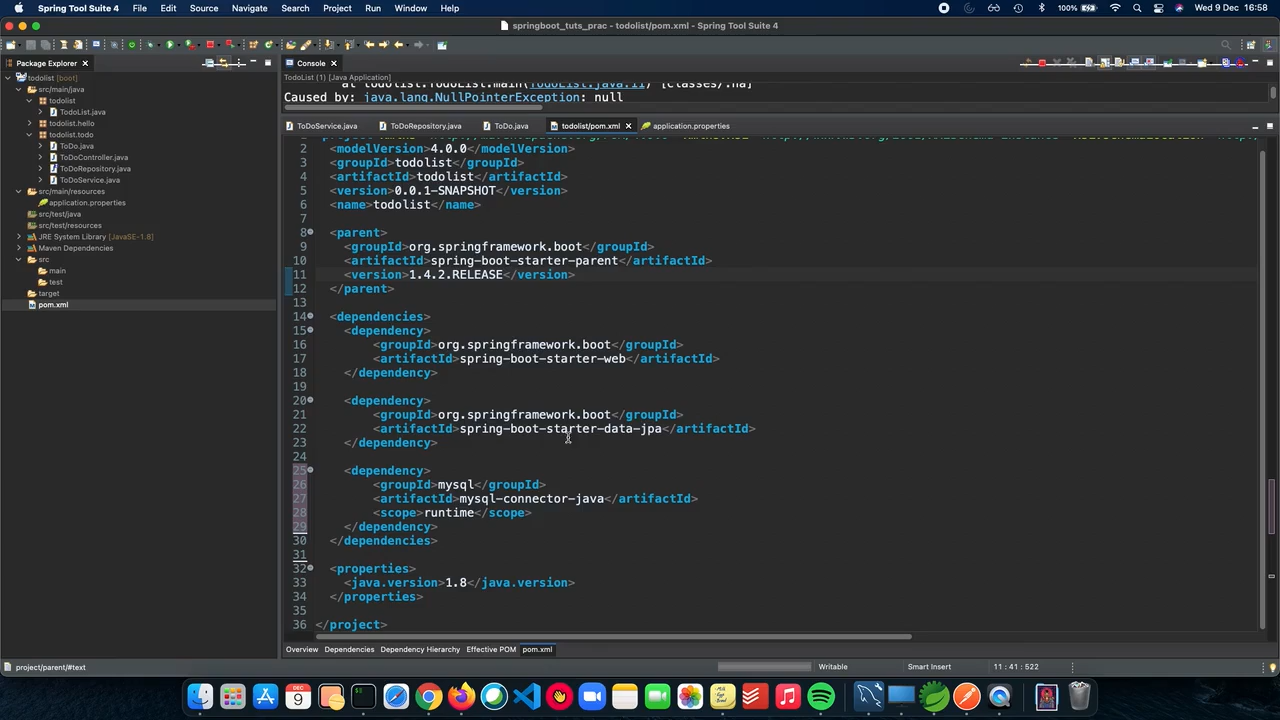 Spring Tool Suite 4 File Edit Source Navigate Search Project Run Window Help 100% Wed 9 Dec 16:58
springboot_tuts_prac - todolist/pom.xml - Spring Tool Suite 4
Package Explorer
Console
TodoList (1) [Java Application]
at todolist.TodoList.main(TodoList.java:11) [classes/:na]
Caused by: java.lang.NullPointerException: null
todolist [boot]
src/main/java
todolist
TodoList.java
todolist.hello
todolist.todo
ToDo.java
ToDoController.java
ToDoRepository.java
ToDoService.java
src/main/resources
application.properties
src/test/java
src/test/resources
JRE System Library [JavaSE-1.8]
Maven Dependencies
src
main
test
target
pom.xml
ToDoService.java ToDoRepository.java ToDo.java todolist/pom.xml application.properties
2 <modelVersion>4.0.0</modelVersion>
3 <groupId>todolist</groupId>
4 <artifactId>todolist</artifactId>
5 <version>0.0.1-SNAPSHOT</version>
6 <name>todolist</name>
7
8 <parent>
9 <groupId>org.springframework.boot</groupId>
10 <artifactId>spring-boot-starter-parent</artifactId>
11 <version>1.4.2.RELEASE</version>
12 </parent>
13
14 <dependencies>
15 <dependency>
16 <groupId>org.springframework.boot</groupId>
17 <artifactId>spring-boot-starter-web</artifactId>
18 </dependency>
19
20 <dependency>
21 <groupId>org.springframework.boot</groupId>
22 <artifactId>spring-boot-starter-data-jpa</artifactId>
23 </dependency>
24
25 <dependency>
26 <groupId>mysql</groupId>
27 <artifactId>mysql-connector-java</artifactId>
28 <scope>runtime</scope>
29 </dependency>
30 </dependencies>
31
32 <properties>
33 <java.version>1.8</java.version>
34 </properties>
35
36 </project>
Overview Dependencies Dependency Hierarchy Effective POM pom.xml
project/parent/#text Writable Smart Insert 11 : 41 : 522